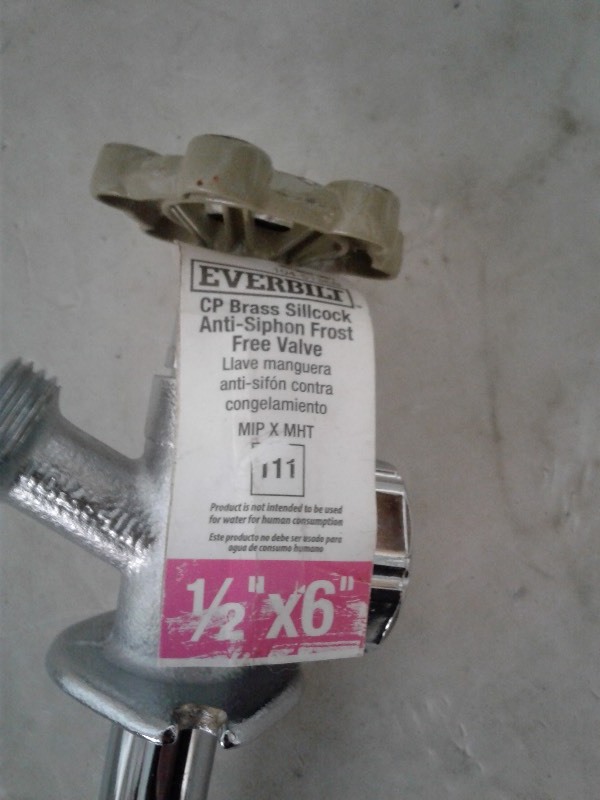 EVERBILT
CP Brass Sillcock
Anti-Siphon Frost
Free Valve
Llave manguera
anti-sifón contra
congelamiento
MIP X MHT
111
Product is not intended to be used
for water for human consumption
Este producto no debe ser usado para
agua de consumo humano
½"x6"